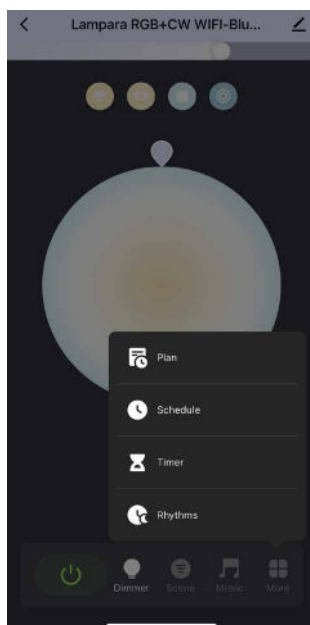 Lampara RGB+CW WIFI-Blu...
Plan
Schedule
Timer
Rhythms
Dimmer
Scene
Music
More